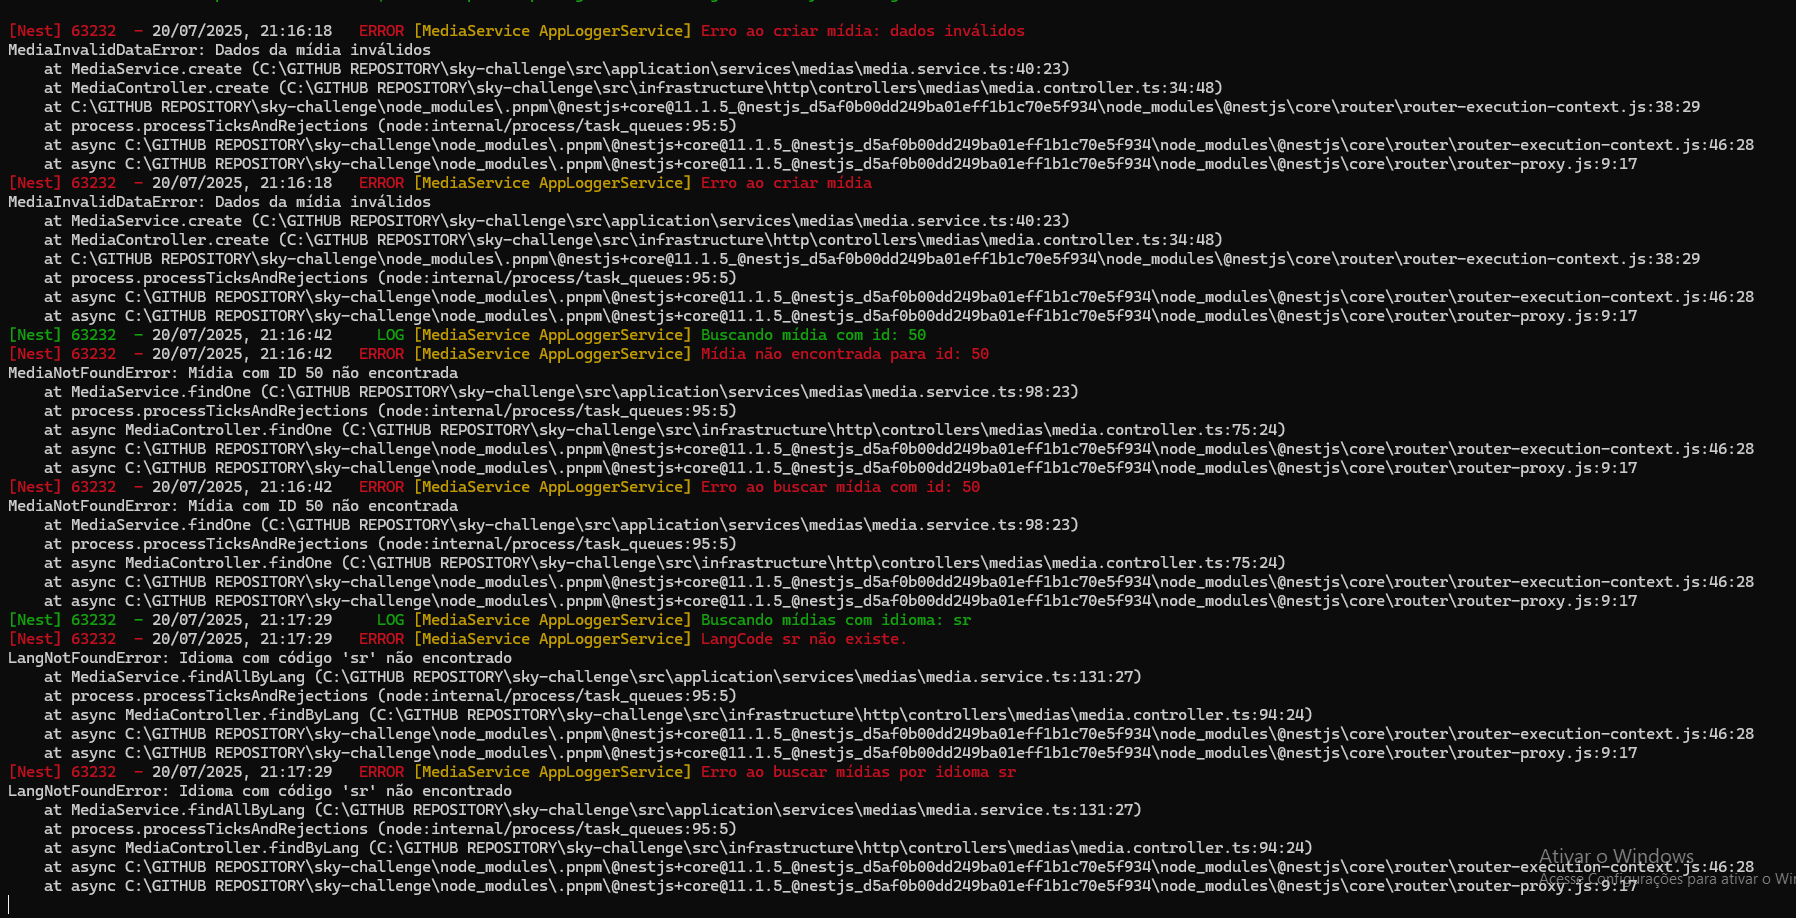 [Nest] 63232  - 20/07/2025, 21:16:18   ERROR [MediaService AppLoggerService] Erro ao criar mídia: dados inválidos
MediaInvalidDataError: Dados da mídia inválidos
    at MediaService.create (C:\GITHUB REPOSITORY\sky-challenge\src\application\services\medias\media.service.ts:40:23)
    at MediaController.create (C:\GITHUB REPOSITORY\sky-challenge\src\infrastructure\http\controllers\medias\media.controller.ts:34:48)
    at C:\GITHUB REPOSITORY\sky-challenge\node_modules\.pnpm\@nestjs+core@11.1.5_@nestjs_d5af0b00dd249ba01eff1b1c70e5f934\node_modules\@nestjs\core\router\router-execution-context.js:38:29
    at process.processTicksAndRejections (node:internal/process/task_queues:95:5)
    at async C:\GITHUB REPOSITORY\sky-challenge\node_modules\.pnpm\@nestjs+core@11.1.5_@nestjs_d5af0b00dd249ba01eff1b1c70e5f934\node_modules\@nestjs\core\router\router-execution-context.js:46:28
    at async C:\GITHUB REPOSITORY\sky-challenge\node_modules\.pnpm\@nestjs+core@11.1.5_@nestjs_d5af0b00dd249ba01eff1b1c70e5f934\node_modules\@nestjs\core\router\router-proxy.js:9:17
[Nest] 63232  - 20/07/2025, 21:16:18   ERROR [MediaService AppLoggerService] Erro ao criar mídia
MediaInvalidDataError: Dados da mídia inválidos
    at MediaService.create (C:\GITHUB REPOSITORY\sky-challenge\src\application\services\medias\media.service.ts:40:23)
    at MediaController.create (C:\GITHUB REPOSITORY\sky-challenge\src\infrastructure\http\controllers\medias\media.controller.ts:34:48)
    at C:\GITHUB REPOSITORY\sky-challenge\node_modules\.pnpm\@nestjs+core@11.1.5_@nestjs_d5af0b00dd249ba01eff1b1c70e5f934\node_modules\@nestjs\core\router\router-execution-context.js:38:29
    at process.processTicksAndRejections (node:internal/process/task_queues:95:5)
    at async C:\GITHUB REPOSITORY\sky-challenge\node_modules\.pnpm\@nestjs+core@11.1.5_@nestjs_d5af0b00dd249ba01eff1b1c70e5f934\node_modules\@nestjs\core\router\router-execution-context.js:46:28
    at async C:\GITHUB REPOSITORY\sky-challenge\node_modules\.pnpm\@nestjs+core@11.1.5_@nestjs_d5af0b00dd249ba01eff1b1c70e5f934\node_modules\@nestjs\core\router\router-proxy.js:9:17
[Nest] 63232  - 20/07/2025, 21:16:42     LOG [MediaService AppLoggerService] Buscando mídia com id: 50
[Nest] 63232  - 20/07/2025, 21:16:42   ERROR [MediaService AppLoggerService] Mídia não encontrada para id: 50
MediaNotFoundError: Mídia com ID 50 não encontrada
    at MediaService.findOne (C:\GITHUB REPOSITORY\sky-challenge\src\application\services\medias\media.service.ts:98:23)
    at process.processTicksAndRejections (node:internal/process/task_queues:95:5)
    at async MediaController.findOne (C:\GITHUB REPOSITORY\sky-challenge\src\infrastructure\http\controllers\medias\media.controller.ts:75:24)
    at async C:\GITHUB REPOSITORY\sky-challenge\node_modules\.pnpm\@nestjs+core@11.1.5_@nestjs_d5af0b00dd249ba01eff1b1c70e5f934\node_modules\@nestjs\core\router\router-execution-context.js:46:28
    at async C:\GITHUB REPOSITORY\sky-challenge\node_modules\.pnpm\@nestjs+core@11.1.5_@nestjs_d5af0b00dd249ba01eff1b1c70e5f934\node_modules\@nestjs\core\router\router-proxy.js:9:17
[Nest] 63232  - 20/07/2025, 21:16:42   ERROR [MediaService AppLoggerService] Erro ao buscar mídia com id: 50
MediaNotFoundError: Mídia com ID 50 não encontrada
    at MediaService.findOne (C:\GITHUB REPOSITORY\sky-challenge\src\application\services\medias\media.service.ts:98:23)
    at process.processTicksAndRejections (node:internal/process/task_queues:95:5)
    at async MediaController.findOne (C:\GITHUB REPOSITORY\sky-challenge\src\infrastructure\http\controllers\medias\media.controller.ts:75:24)
    at async C:\GITHUB REPOSITORY\sky-challenge\node_modules\.pnpm\@nestjs+core@11.1.5_@nestjs_d5af0b00dd249ba01eff1b1c70e5f934\node_modules\@nestjs\core\router\router-execution-context.js:46:28
    at async C:\GITHUB REPOSITORY\sky-challenge\node_modules\.pnpm\@nestjs+core@11.1.5_@nestjs_d5af0b00dd249ba01eff1b1c70e5f934\node_modules\@nestjs\core\router\router-proxy.js:9:17
[Nest] 63232  - 20/07/2025, 21:17:29     LOG [MediaService AppLoggerService] Buscando mídias com idioma: sr
[Nest] 63232  - 20/07/2025, 21:17:29   ERROR [MediaService AppLoggerService] LangCode sr não existe.
LangNotFoundError: Idioma com código 'sr' não encontrado
    at MediaService.findAllByLang (C:\GITHUB REPOSITORY\sky-challenge\src\application\services\medias\media.service.ts:131:27)
    at process.processTicksAndRejections (node:internal/process/task_queues:95:5)
    at async MediaController.findByLang (C:\GITHUB REPOSITORY\sky-challenge\src\infrastructure\http\controllers\medias\media.controller.ts:94:24)
    at async C:\GITHUB REPOSITORY\sky-challenge\node_modules\.pnpm\@nestjs+core@11.1.5_@nestjs_d5af0b00dd249ba01eff1b1c70e5f934\node_modules\@nestjs\core\router\router-execution-context.js:46:28
    at async C:\GITHUB REPOSITORY\sky-challenge\node_modules\.pnpm\@nestjs+core@11.1.5_@nestjs_d5af0b00dd249ba01eff1b1c70e5f934\node_modules\@nestjs\core\router\router-proxy.js:9:17
[Nest] 63232  - 20/07/2025, 21:17:29   ERROR [MediaService AppLoggerService] Erro ao buscar mídias por idioma sr
LangNotFoundError: Idioma com código 'sr' não encontrado
    at MediaService.findAllByLang (C:\GITHUB REPOSITORY\sky-challenge\src\application\services\medias\media.service.ts:131:27)
    at process.processTicksAndRejections (node:internal/process/task_queues:95:5)
    at async MediaController.findByLang (C:\GITHUB REPOSITORY\sky-challenge\src\infrastructure\http\controllers\medias\media.controller.ts:94:24)
    at async C:\GITHUB REPOSITORY\sky-challenge\node_modules\.pnpm\@nestjs+core@11.1.5_@nestjs_d5af0b00dd249ba01eff1b1c70e5f934\node_modules\@nestjs\core\router\router-execution-context.js:46:28
    at async C:\GITHUB REPOSITORY\sky-challenge\node_modules\.pnpm\@nestjs+core@11.1.5_@nestjs_d5af0b00dd249ba01eff1b1c70e5f934\node_modules\@nestjs\core\router\router-proxy.js:9:17
Ativar o Windows
Acesse Configurações para ativar o Wi